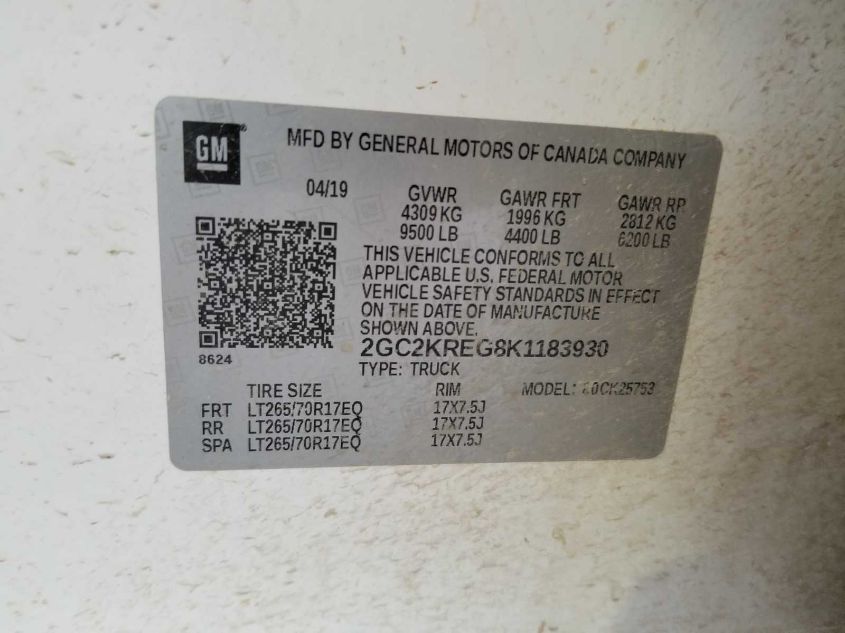 GM
MFD BY GENERAL MOTORS OF CANADA COMPANY
04/19 GVWR GAWR FRT GAWR RR
4309 KG 1996 KG 2812 KG
9500 LB 4400 LB 6200 LB
THIS VEHICLE CONFORMS TO ALL
APPLICABLE U.S. FEDERAL MOTOR
VEHICLE SAFETY STANDARDS IN EFFECT
ON THE DATE OF MANUFACTURE
SHOWN ABOVE.
8624
2GC2KREG8K1183930
TYPE: TRUCK
TIRE SIZE RIM MODEL:
FRT LT265/70R17EQ 17X7.5J
RR LT265/70R17EQ 17X7.5J
SPA LT265/70R17EQ 17X7.5J